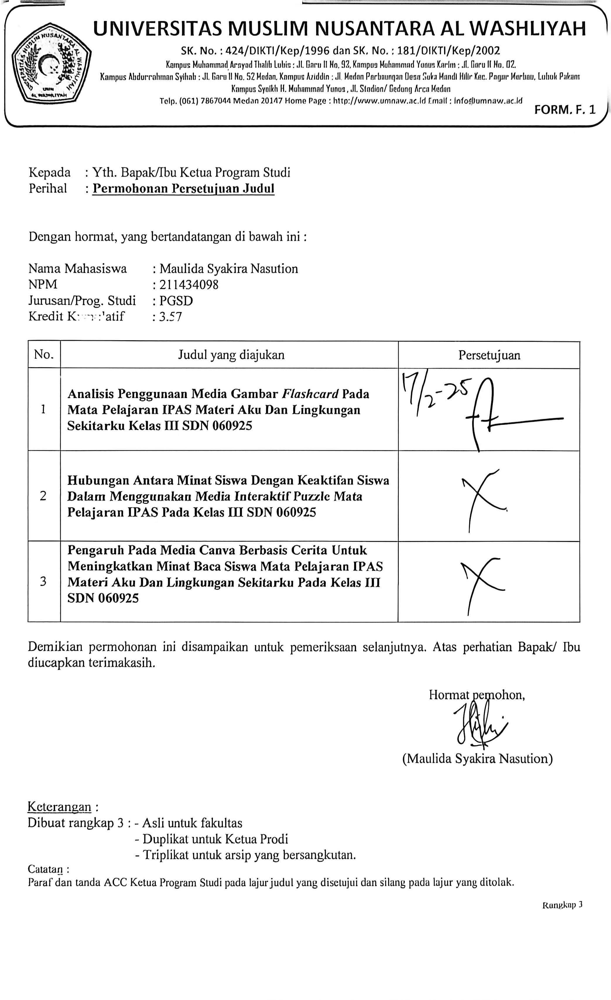 UNIVERSITAS MUSLIM NUSANTARA AL WASHLIYAH
SK. No. : 424/DIKTI/Kep/1996 dan SK. No. : 181/DIKTI/Kep/2002
Kampus Muhammad Arsyad Thalib Lubis : Jl. Garu II No. 93, Kampus Muhammad Yunus Karim : Jl. Garu II No. 02,
Kampus Abdurrohman Syihab : Jl. Garu II No. 52 Medan, Kampus Aziddin : Jl. Medan Perbaungan Desa Suka Mandi Hilir Kec. Pagar Merbau, Lubuk Pakam
Kampus Syeikh H. Muhammad Yunus, Jl. Stadion/ Gedung Arca Medan
Telp. (061) 7867044 Medan 20147 Home Page : http://www.umnaw.ac.id Email : info@umnaw.ac.id
FORM. F. 1
Kepada : Yth. Bapak/Ibu Ketua Program Studi
Perihal : Permohonan Persetujuan Judul
Dengan hormat, yang bertandatangan di bawah ini :
Nama Mahasiswa : Maulida Syakira Nasution
NPM : 211434098
Jurusan/Prog. Studi : PGSD
Kredit : 3.57
No. Judul yang diajukan Persetujuan
17/2-25
Analisis Penggunaan Media Gambar Flashcard Pada
1 Mata Pelajaran IPAS Materi Aku Dan Lingkungan
Sekitarku Kelas III SDN 060925
Hubungan Antara Minat Siswa Dengan Keaktifan Siswa
2 Dalam Menggunakan Media Interaktif Puzzle Mata
Pelajaran IPAS Pada Kelas III SDN 060925
Pengaruh Pada Media Canva Berbasis Cerita Untuk
Meningkatkan Minat Baca Siswa Mata Pelajaran IPAS
3 Materi Aku Dan Lingkungan Sekitarku Pada Kelas III
SDN 060925
Demikian permohonan ini disampaikan untuk pemeriksaan selanjutnya. Atas perhatian Bapak/ Ibu
diucapkan terimakasih.
Hormat pemohon,
(Maulida Syakira Nasution)
Keterangan :
Dibuat rangkap 3 : - Asli untuk fakultas
- Duplikat untuk Ketua Prodi
- Triplikat untuk arsip yang bersangkutan.
Catatan :
Paraf dan tanda ACC Ketua Program Studi pada lajur judul yang disetujui dan silang pada lajur yang ditolak.
Rangkap 3